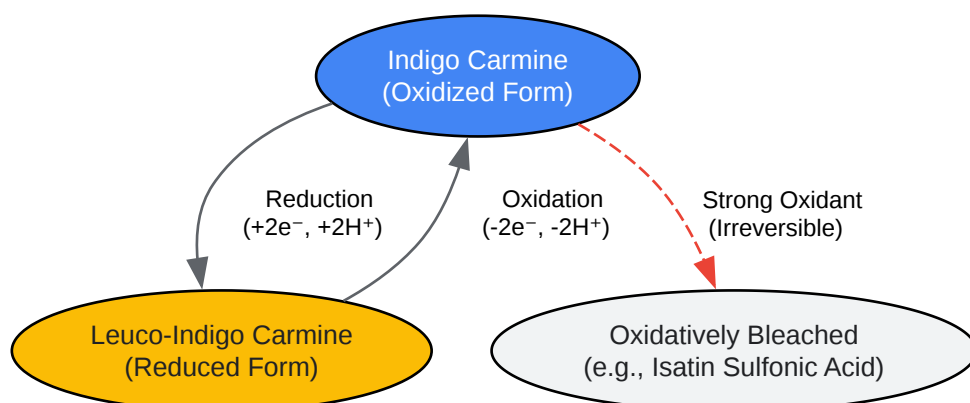 Indigo Carmine
(Oxidized Form)
Reduction
(+2e⁻, +2H⁺)
Oxidation
(-2e⁻, -2H⁺)
Strong Oxidant
(Irreversible)
Leuco-Indigo Carmine
(Reduced Form)
Oxidatively Bleached
(e.g., Isatin Sulfonic Acid)